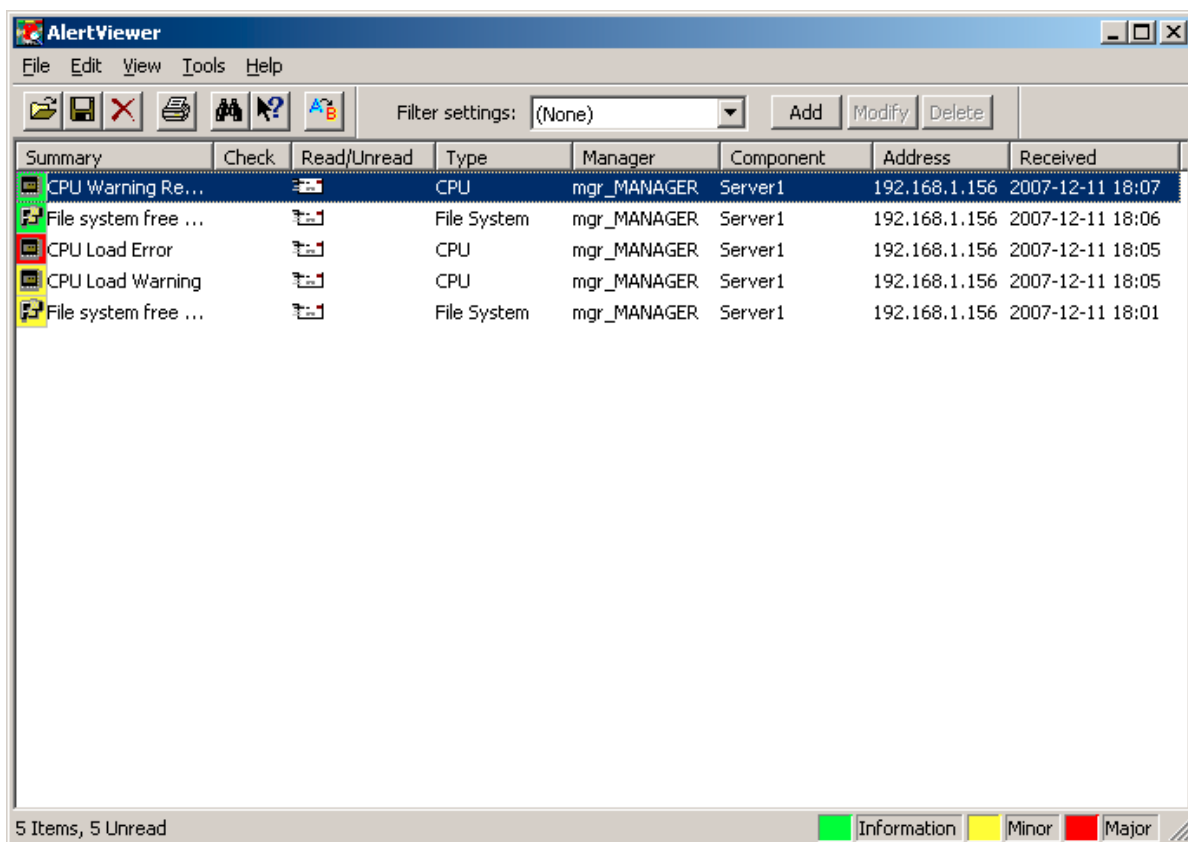 AlertViewer
File Edit View Tools Help
Filter settings: (None) Add Modify Delete
Summary Check Read/Unread Type Manager Component Address Received
CPU Warning Re... CPU mgr_MANAGER Server1 192.168.1.156 2007-12-11 18:07
File system free ... File System mgr_MANAGER Server1 192.168.1.156 2007-12-11 18:06
CPU Load Error CPU mgr_MANAGER Server1 192.168.1.156 2007-12-11 18:05
CPU Load Warning CPU mgr_MANAGER Server1 192.168.1.156 2007-12-11 18:05
File system free ... File System mgr_MANAGER Server1 192.168.1.156 2007-12-11 18:01
5 Items, 5 Unread Information Minor Major